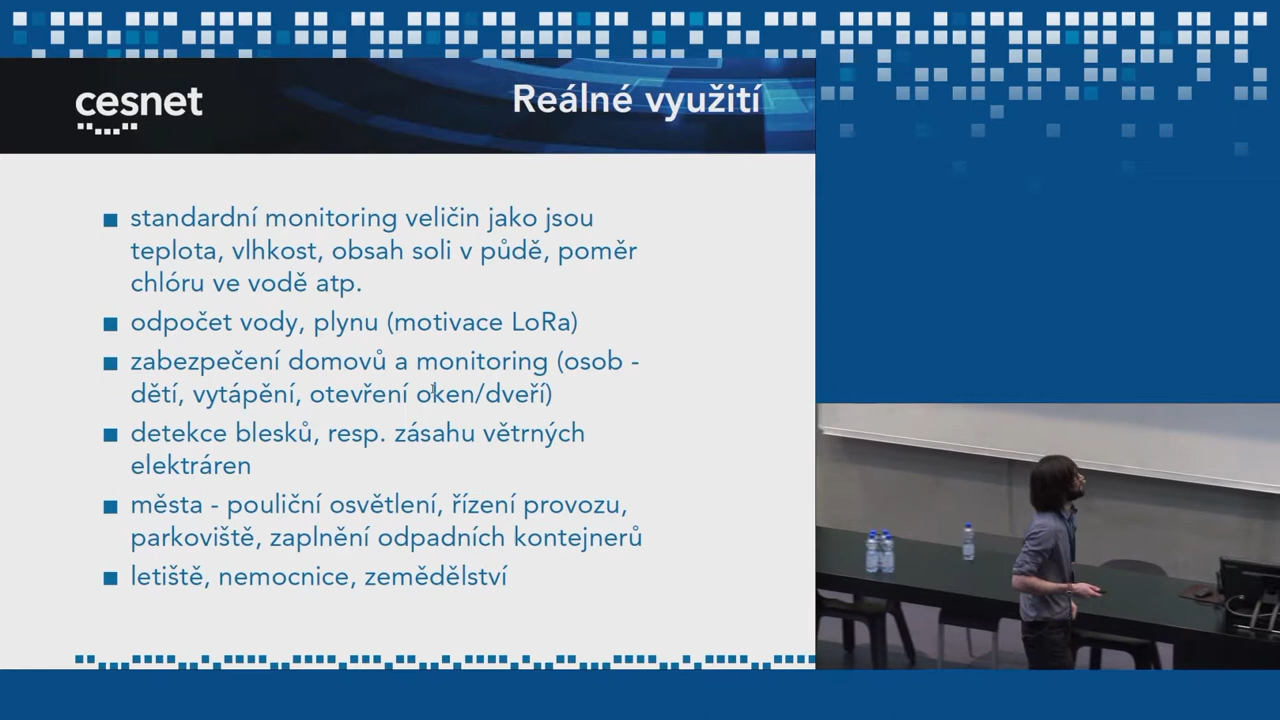 cesnet
Reálné využití
standardní monitoring veličin jako jsou
teplota, vlhkost, obsah soli v půdě, poměr
chlóru ve vodě atp.
odpočet vody, plynu (motivace LoRa)
zabezpečení domovů a monitoring (osob -
dětí, vytápění, otevření oken/dveří)
detekce blesků, resp. zásahu větrných
elektráren
města - pouliční osvětlení, řízení provozu,
parkoviště, zaplnění odpadních kontejnerů
letiště, nemocnice, zemědělství